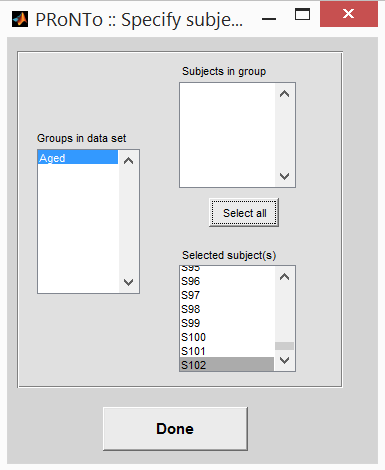 PRoNTo :: Specify subje...
Subjects in group
Groups in data set
Aged
Select all
Selected subject(s)
S95
S96
S97
S98
S99
S100
S101
S102
Done